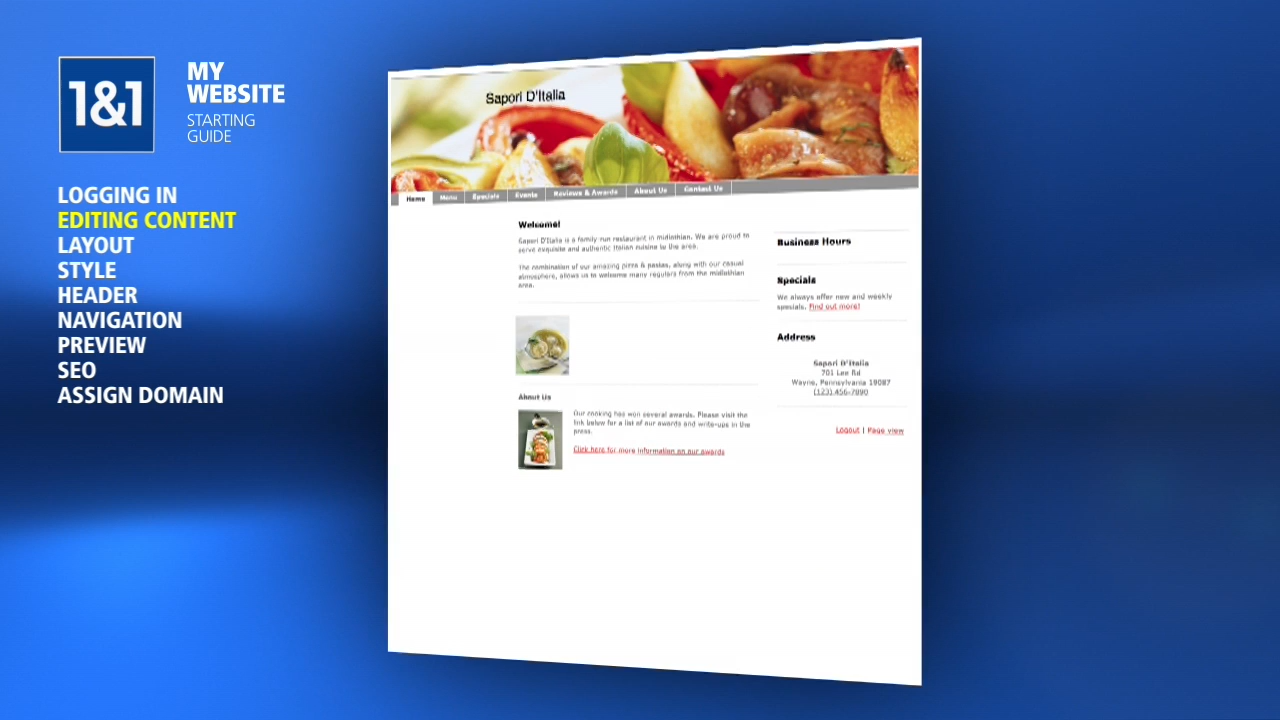 1&1
MY
WEBSITE
STARTING
GUIDE
LOGGING IN
EDITING CONTENT
LAYOUT
STYLE
HEADER
NAVIGATION
PREVIEW
SEO
ASSIGN DOMAIN
Sapori D'Italia
Home Menu Specials Events Reviews & Awards About Us Contact Us
Welcome!
Sapori D'Italia is a family-run restaurant in midlothian. We are proud to
serve exquisite and authentic Italian cuisine to the area.
The combination of our amazing pizza & pastas, along with our casual
atmosphere, allows us to welcome many regulars from the midlothian
area.
About Us
Our cooking has won several awards. Please visit the
link below for a list of our awards and write-ups in the
press.
Click here for more information on our awards
Business Hours
Specials
We always offer new and weekly
specials. Find out more!
Address
Sapori D'Italia
701 Lee Rd
Wayne, Pennsylvania 19087
(123) 456-7890
Logout | Page view